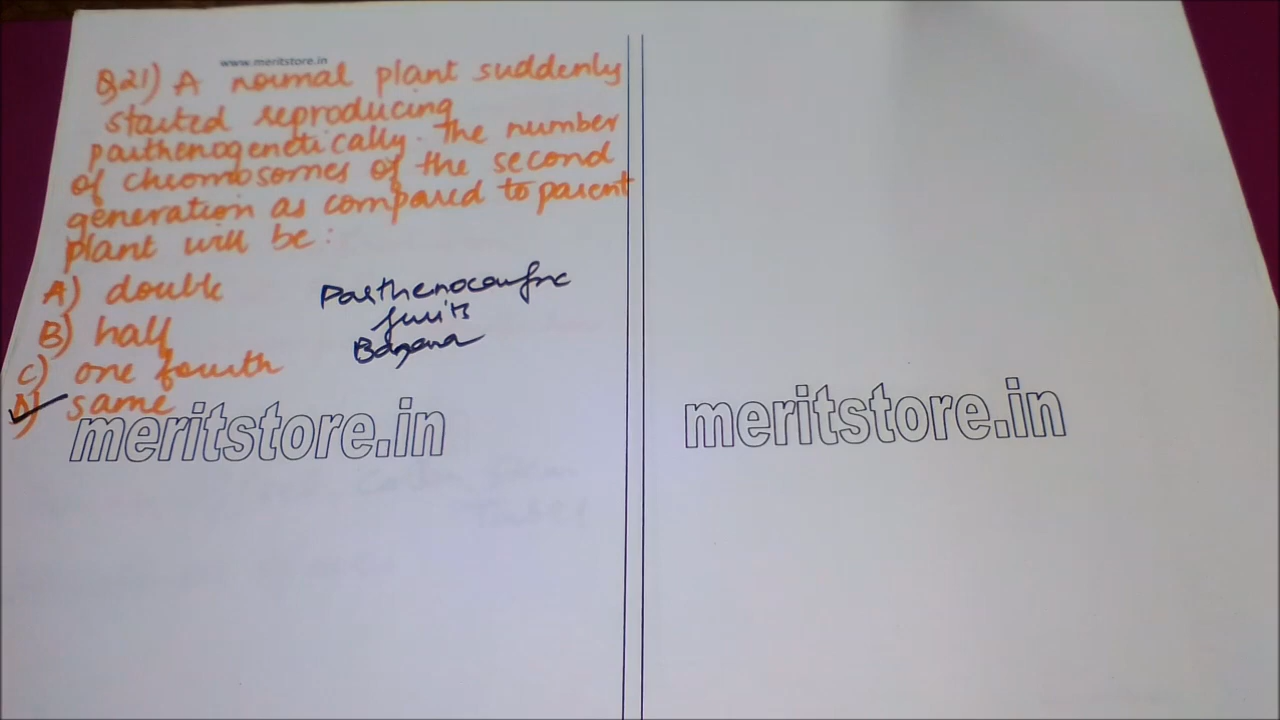 www.meritstore.in
Q21) A normal plant suddenly
started reproducing
parthenogenetically. The number
of chromosomes of the second
generation as compared to parent
plant will be:
A) double
B) half
C) one fourth
D) same
Parthenocarpic
fruits
Banana
meritstore.in
meritstore.in